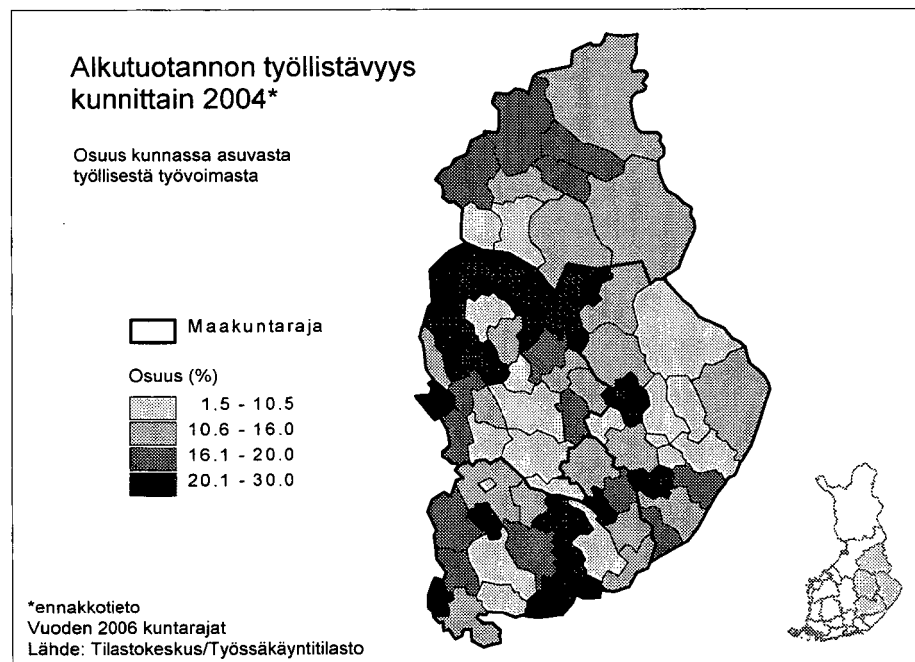 Alkutuotannon työllistävyys
kunnittain 2004*
Osuus kunnassa asuvasta
työllisestä työvoimasta
Maakuntaraja
Osuus (%)
1.5 - 10.5
10.6 - 16.0
16.1 - 20.0
20.1 - 30.0
*ennakkotieto
Vuoden 2006 kuntarajat
Lähde: Tilastokeskus/Työssäkäyntitilasto